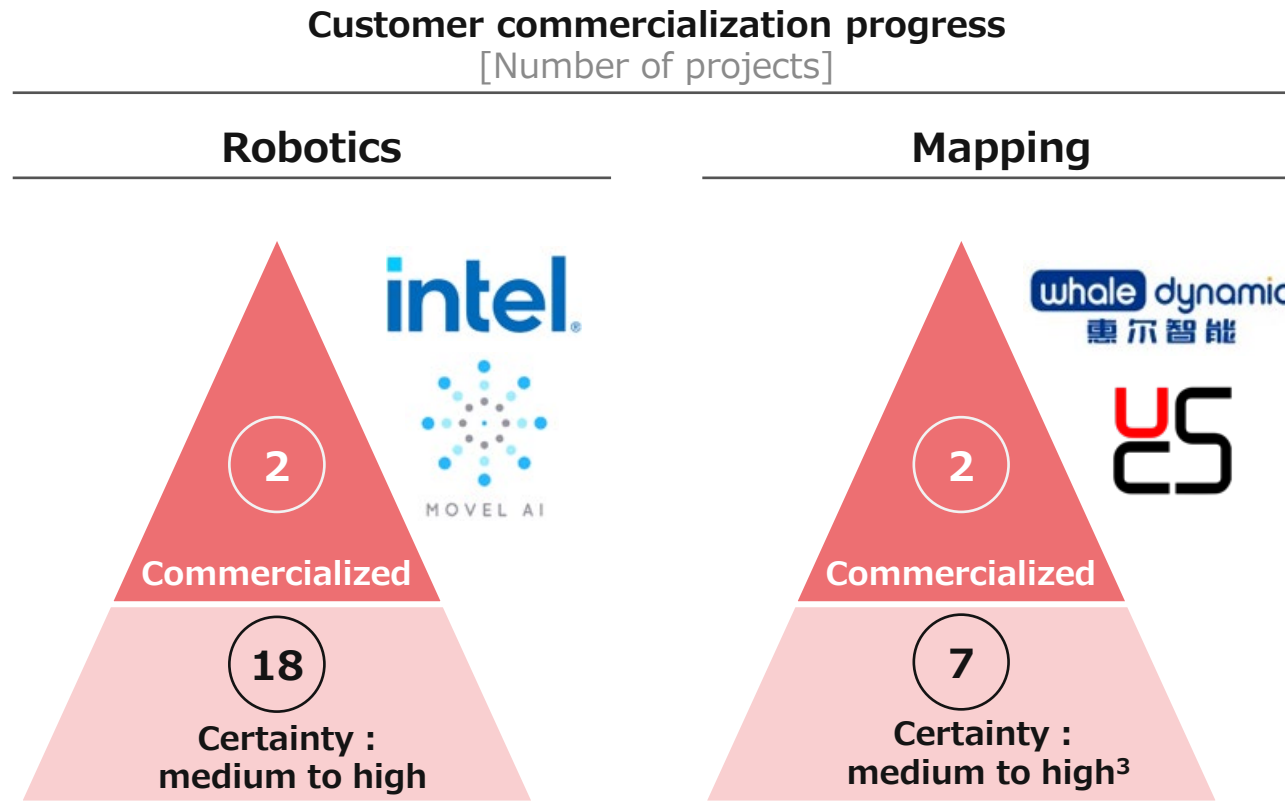 Customer commercialization progress
[Number of projects]
Robotics
Mapping
intel.
MOVEL AI
2
Commercialized
18
Certainty :
medium to high
whale dynamic
惠尔智能
UCS
2
Commercialized
7
Certainty :
medium to high³